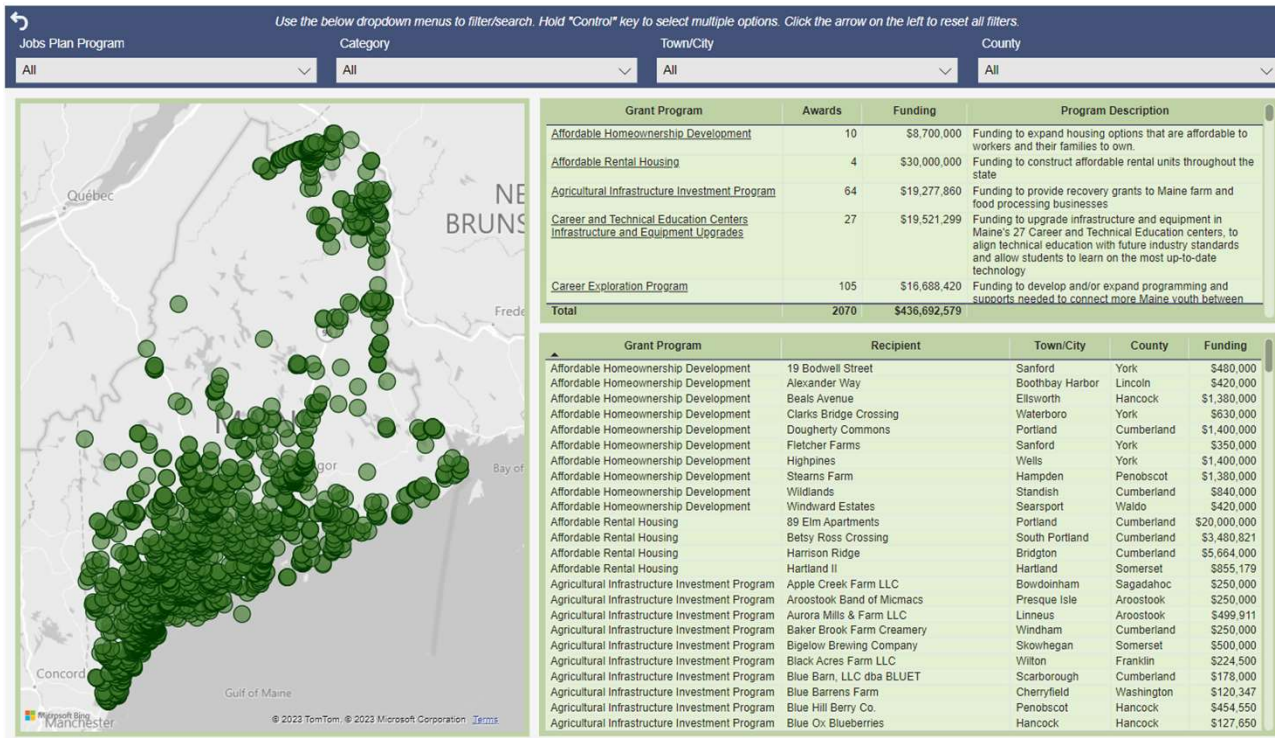 Use the below dropdown menus to filter/search. Hold "Control" key to select multiple options. Click the arrow on the left to reset all filters.
Jobs Plan Program Category Town/City County
All All All All
Québec
NE
BRUNS
Frede
Bay of
Concord
Gulf of Maine
Microsoft Bing
Manchester
© 2023 TomTom, © 2023 Microsoft Corporation Terms
Grant Program Awards Funding Program Description
Affordable Homeownership Development 10 $8,700,000 Funding to expand housing options that are affordable to
workers and their families to own.
Affordable Rental Housing 4 $30,000,000 Funding to construct affordable rental units throughout the
state
Agricultural Infrastructure Investment Program 64 $19,277,860 Funding to provide recovery grants to Maine farm and
food processing businesses
Career and Technical Education Centers 27 $19,521,299 Funding to upgrade infrastructure and equipment in
Infrastructure and Equipment Upgrades Maine's 27 Career and Technical Education centers, to
align technical education with future industry standards
and allow students to learn on the most up-to-date
technology
Career Exploration Program 105 $16,688,420 Funding to develop and/or expand programming and
supports needed to connect more Maine youth between
Total 2070 $436,692,579
Grant Program Recipient Town/City County Funding
Affordable Homeownership Development 19 Bodwell Street Sanford York $480,000
Affordable Homeownership Development Alexander Way Boothbay Harbor Lincoln $420,000
Affordable Homeownership Development Beals Avenue Ellsworth Hancock $1,380,000
Affordable Homeownership Development Clarks Bridge Crossing Waterboro York $630,000
Affordable Homeownership Development Dougherty Commons Portland Cumberland $1,400,000
Affordable Homeownership Development Fletcher Farms Sanford York $350,000
Affordable Homeownership Development Highpines Wells York $1,400,000
Affordable Homeownership Development Stearns Farm Hampden Penobscot $1,380,000
Affordable Homeownership Development Wildlands Standish Cumberland $840,000
Affordable Homeownership Development Windward Estates Searsport Waldo $420,000
Affordable Rental Housing 89 Elm Apartments Portland Cumberland $20,000,000
Affordable Rental Housing Betsy Ross Crossing South Portland Cumberland $3,480,821
Affordable Rental Housing Harrison Ridge Bridgton Cumberland $5,664,000
Affordable Rental Housing Hartland II Hartland Somerset $855,179
Agricultural Infrastructure Investment Program Apple Creek Farm LLC Bowdoinham Sagadahoc $250,000
Agricultural Infrastructure Investment Program Aroostook Band of Micmacs Presque Isle Aroostook $250,000
Agricultural Infrastructure Investment Program Aurora Mills & Farm LLC Linneus Aroostook $499,911
Agricultural Infrastructure Investment Program Baker Brook Farm Creamery Windham Cumberland $250,000
Agricultural Infrastructure Investment Program Bigelow Brewing Company Skowhegan Somerset $500,000
Agricultural Infrastructure Investment Program Black Acres Farm LLC Wilton Franklin $224,500
Agricultural Infrastructure Investment Program Blue Barn, LLC dba BLUET Scarborough Cumberland $178,000
Agricultural Infrastructure Investment Program Blue Barrens Farm Cherryfield Washington $120,347
Agricultural Infrastructure Investment Program Blue Hill Berry Co. Penobscot Hancock $454,550
Agricultural Infrastructure Investment Program Blue Ox Blueberries Hancock Hancock $127,650